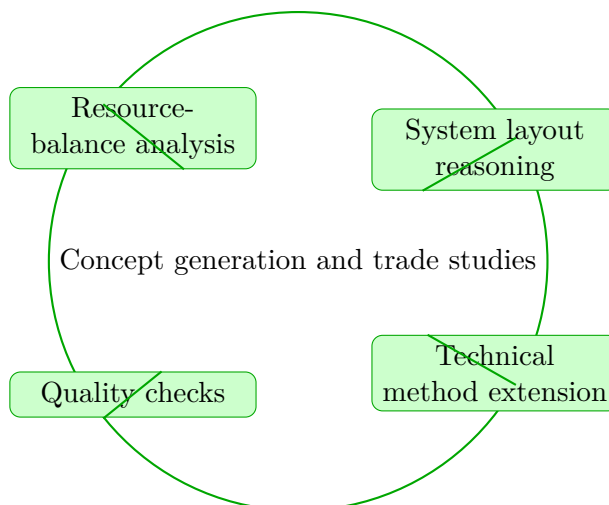 Resource-
balance analysis
System layout
reasoning
Concept generation and trade studies
Quality checks
Technical
method extension